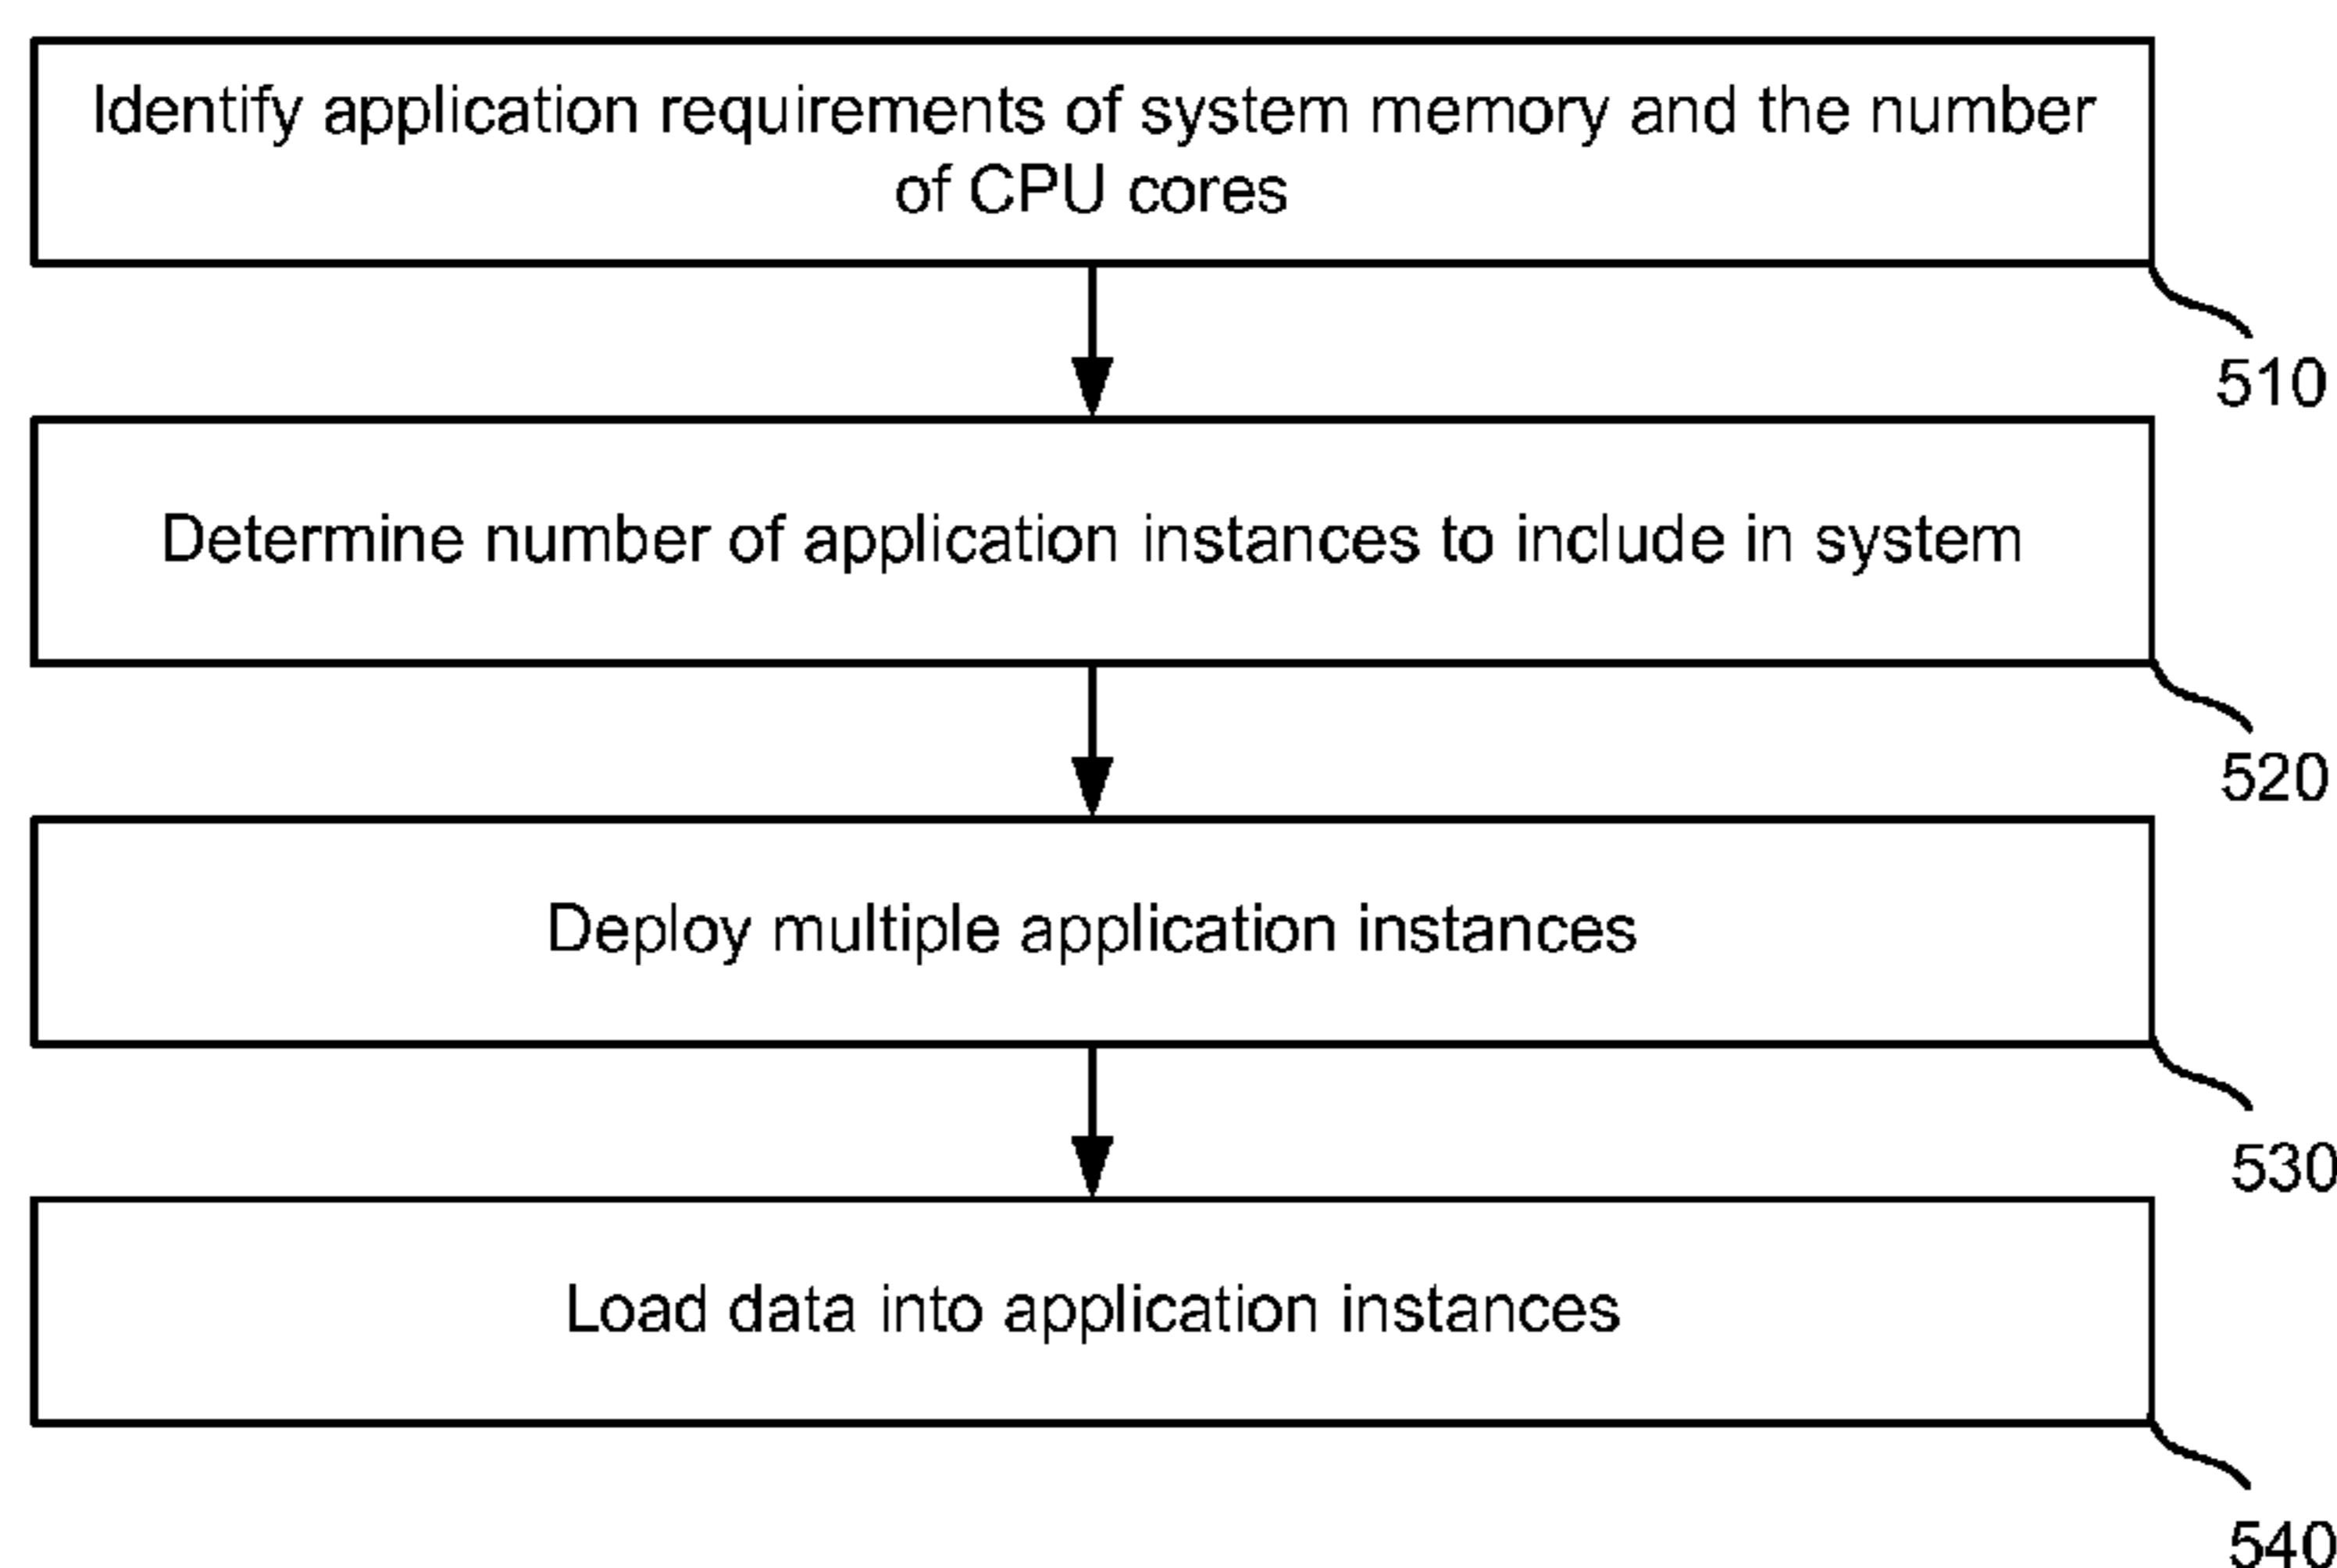 Identify application requirements of system memory and the number
of CPU cores
510
Determine number of application instances to include in system
520
Deploy multiple application instances
530
Load data into application instances
540